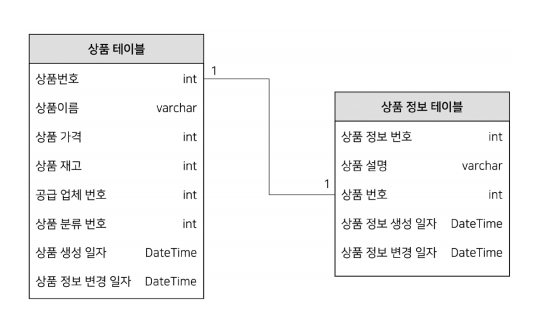 상품 테이블
상품번호 int
상품이름 varchar
상품 가격 int
상품 재고 int
공급 업체 번호 int
상품 분류 번호 int
상품 생성 일자 DateTime
상품 정보 변경 일자 DateTime
1
1
상품 정보 테이블
상품 정보 번호 int
상품 설명 varchar
상품 번호 int
상품 정보 생성 일자 DateTime
상품 정보 변경 일자 DateTime